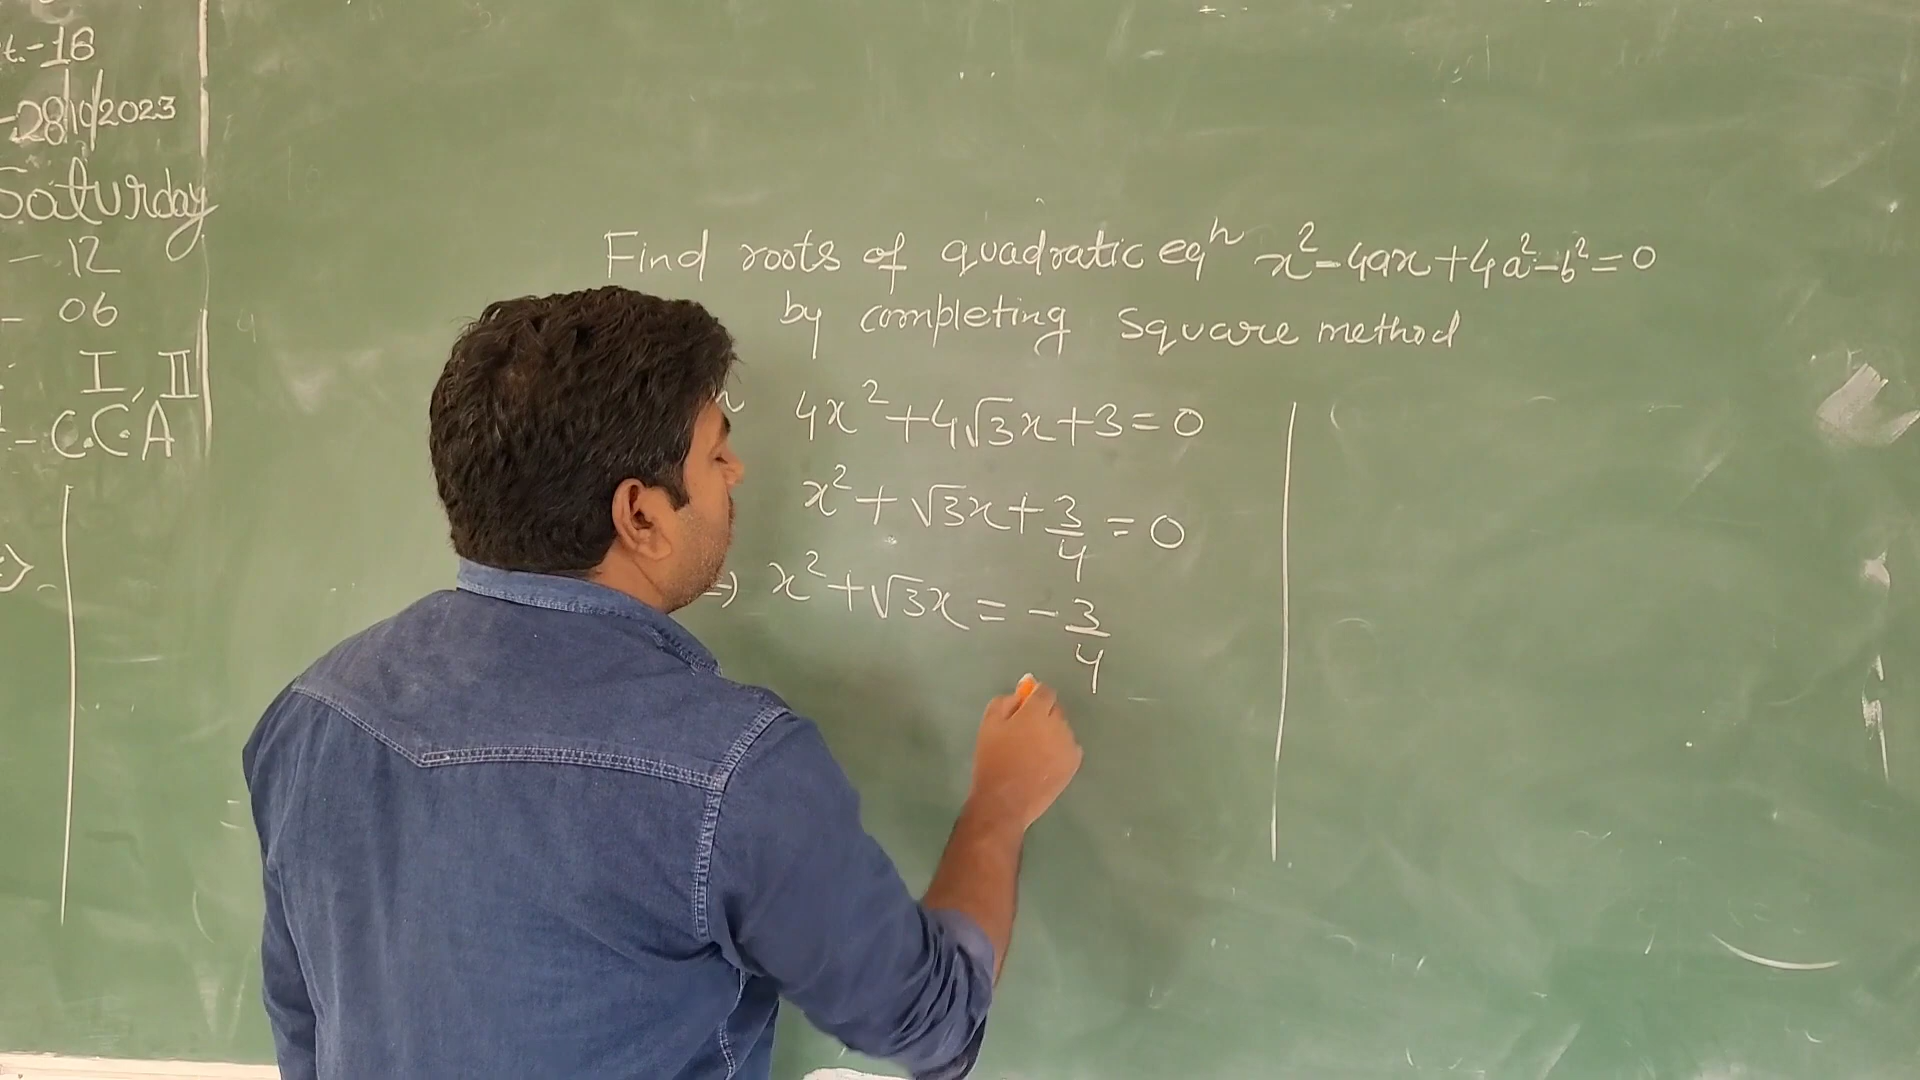 t.-18
-28/10/2023
Saturday
- 12
- 06
: I, II
- C.C.A
Find roots of quadratic eqⁿ x²-4ax+4a²-b²=0
by completing square method
4x²+4√3x+3=0
x²+√3x+3/4=0
=) x²+√3x = -3/4